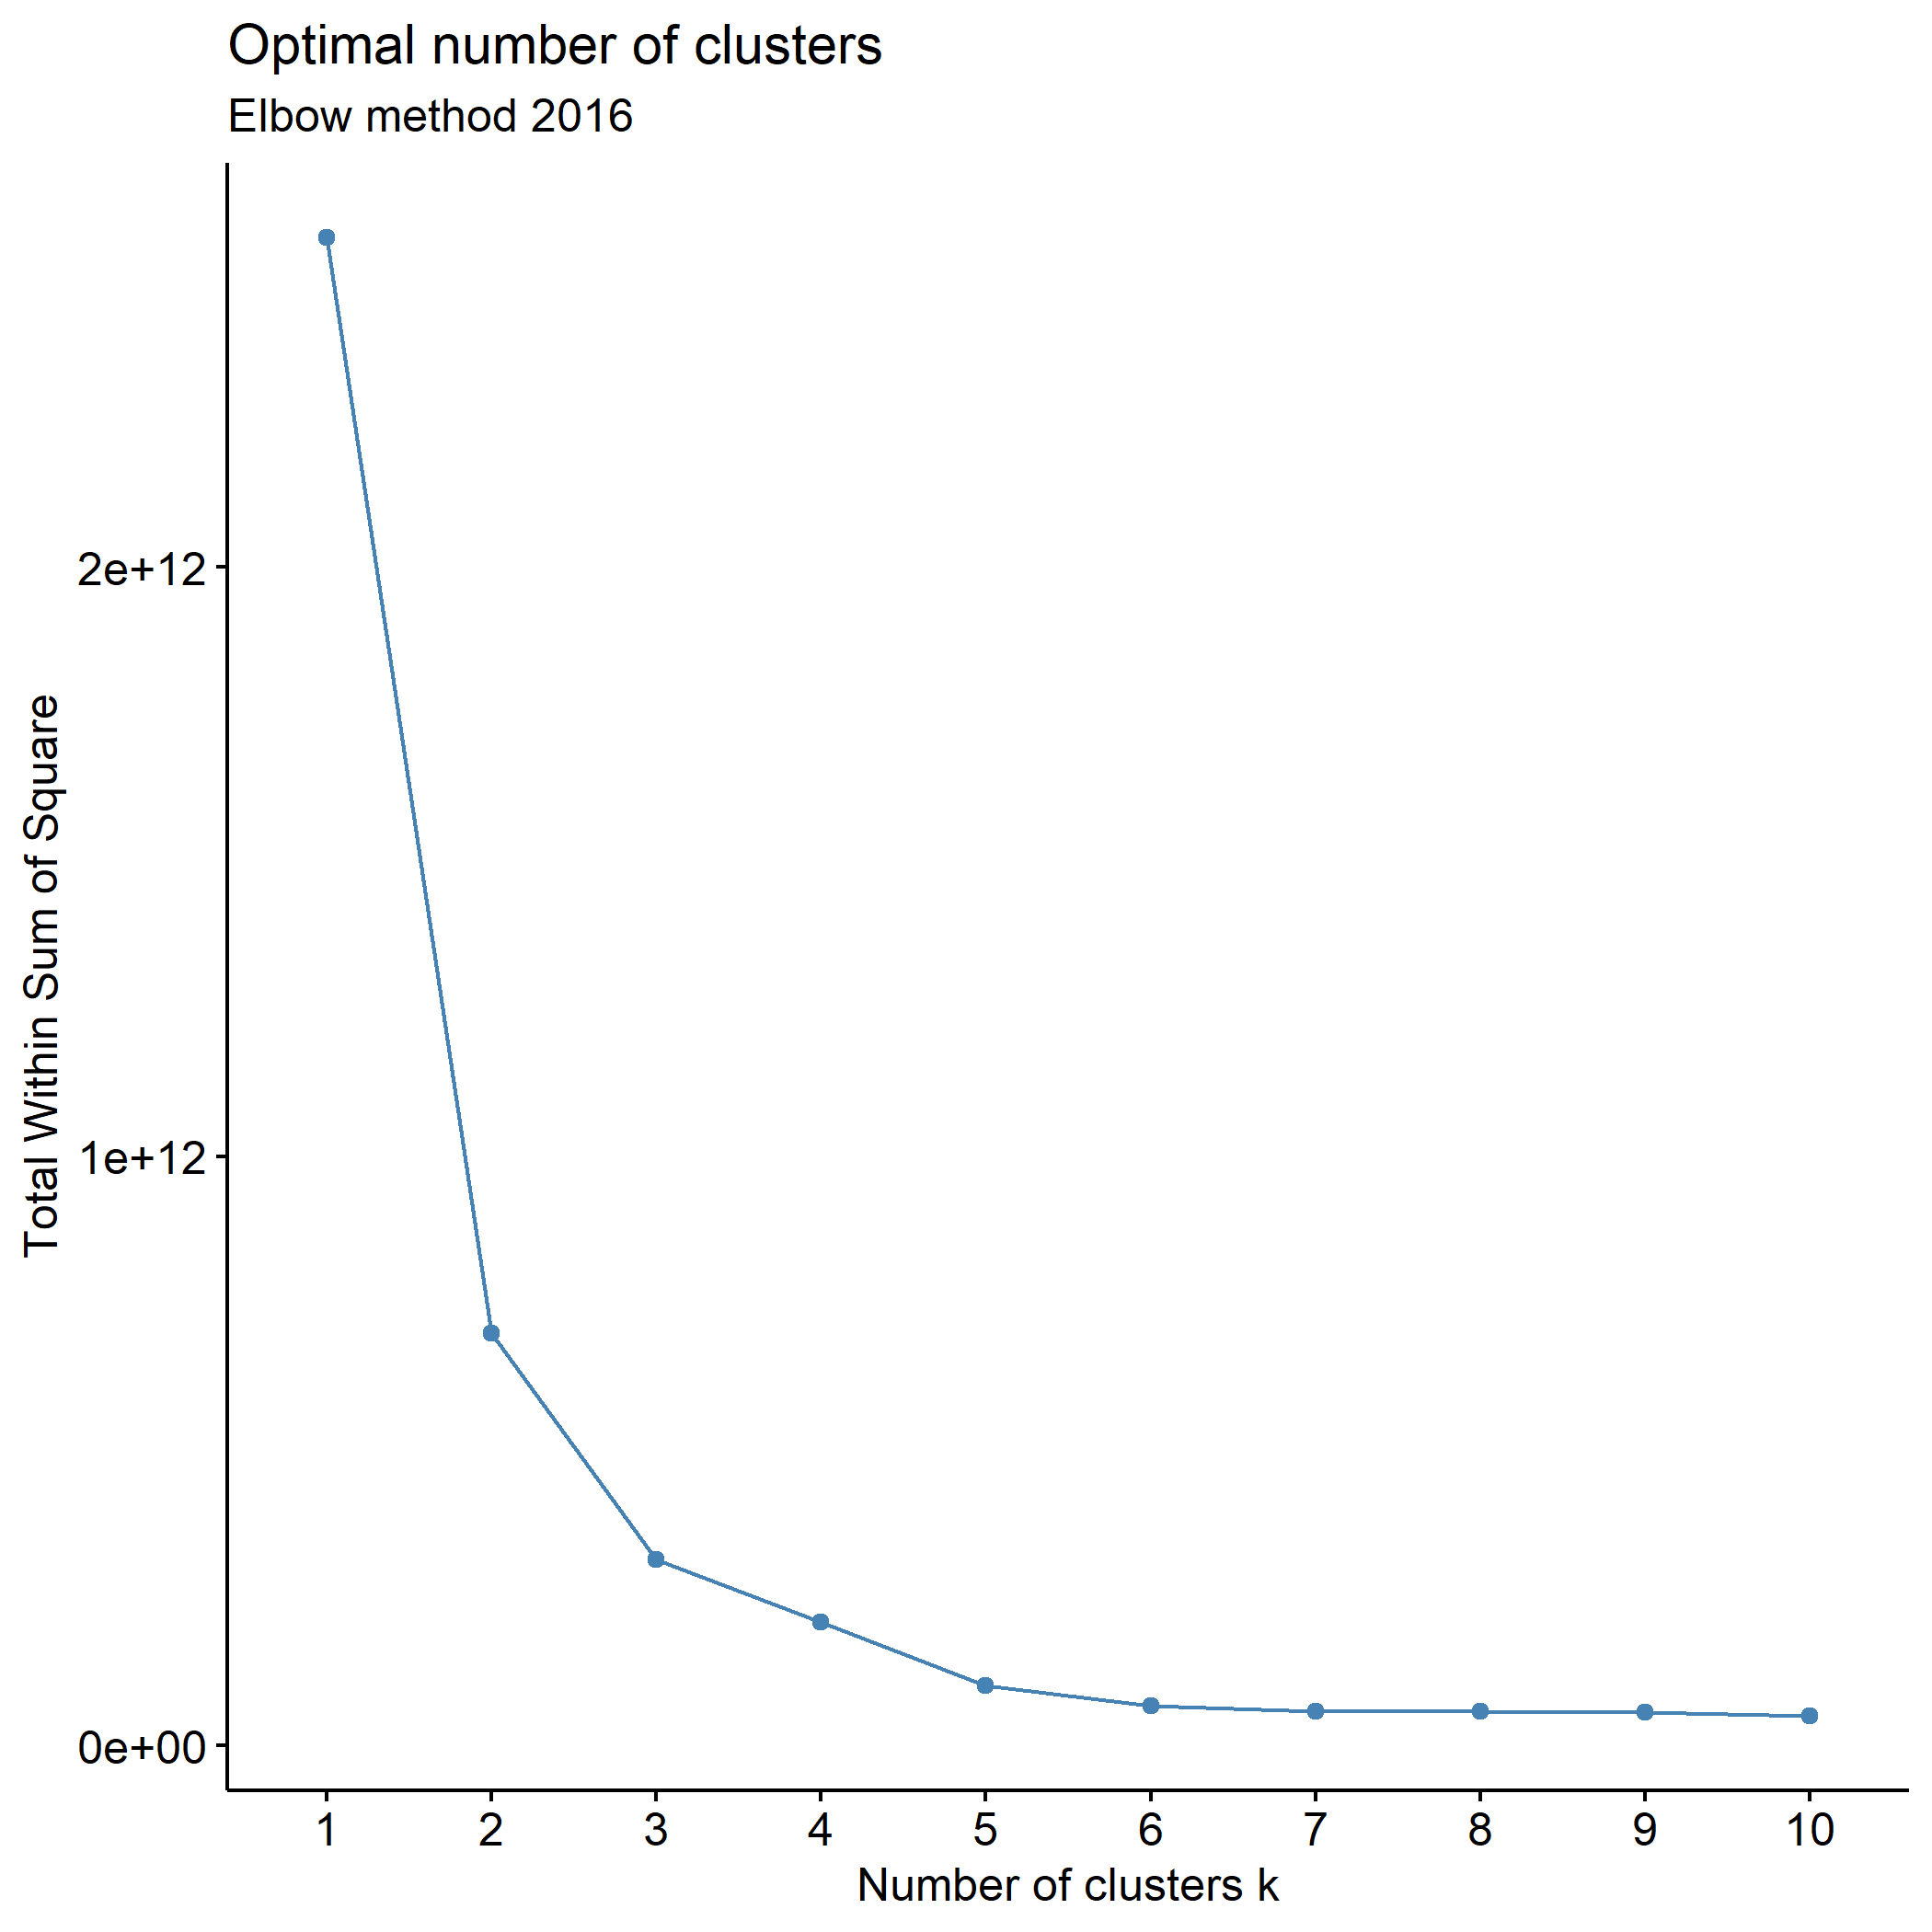 Optimal number of clusters
Elbow method 2016
Total Within Sum of Square
2e+12
1e+12
0e+00
1 2 3 4 5 6 7 8 9 10
Number of clusters k